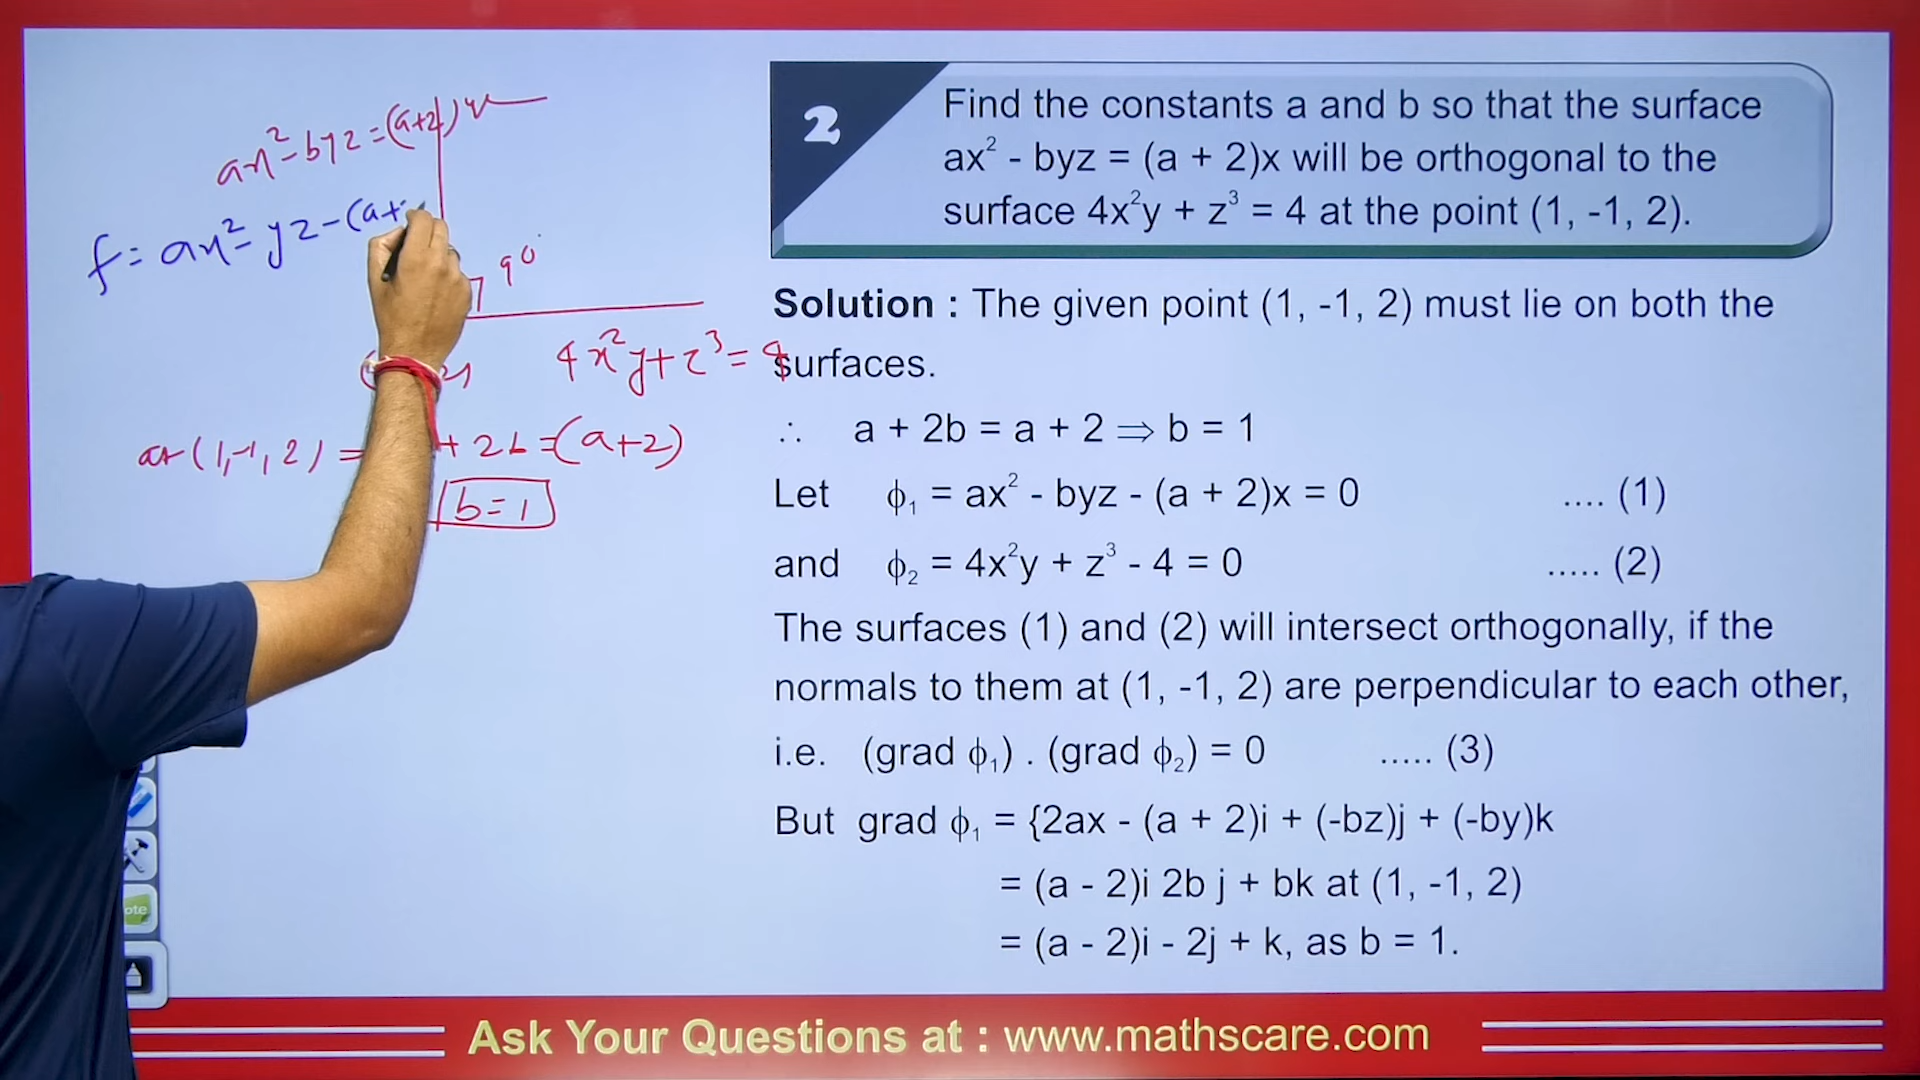 ax² - byz = (a+2)x
f = ax² - yz - (a+
90°
4x²y + z³ = 4
at (1, -1, 2) =
+ 2b = (a+2)
b = 1
2
Find the constants a and b so that the surface
ax² - byz = (a + 2)x will be orthogonal to the
surface 4x²y + z³ = 4 at the point (1, -1, 2).
Solution : The given point (1, -1, 2) must lie on both the
surfaces.
∴ a + 2b = a + 2 ⇒ b = 1
Let ϕ₁ = ax² - byz - (a + 2)x = 0 .... (1)
and ϕ₂ = 4x²y + z³ - 4 = 0 ..... (2)
The surfaces (1) and (2) will intersect orthogonally, if the
normals to them at (1, -1, 2) are perpendicular to each other,
i.e. (grad ϕ₁) . (grad ϕ₂) = 0 ..... (3)
But grad ϕ₁ = {2ax - (a + 2)i + (-bz)j + (-by)k
= (a - 2)i 2b j + bk at (1, -1, 2)
= (a - 2)i - 2j + k, as b = 1.
ote
Ask Your Questions at : www.mathscare.com